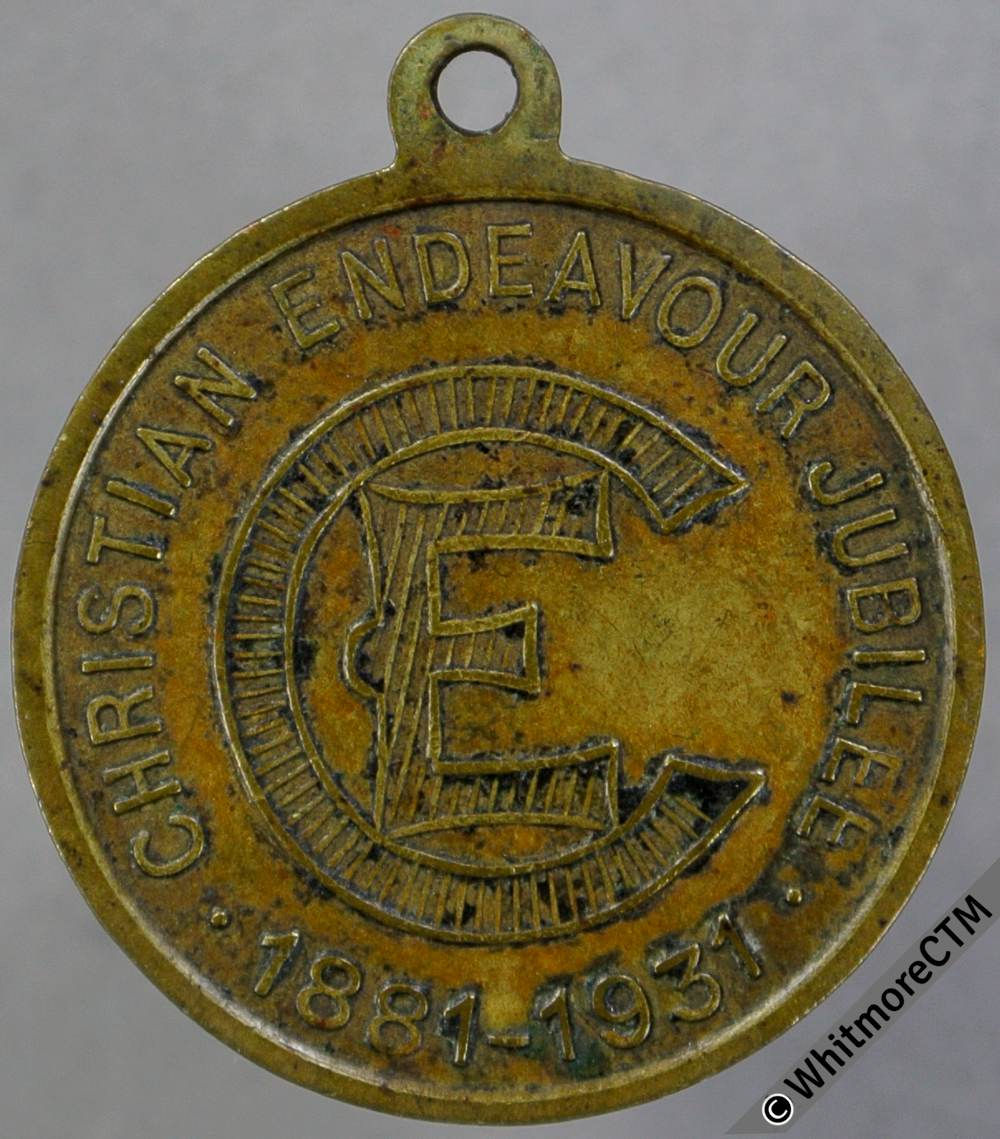 CHRISTIAN ENDEAVOUR JUBILEE
CE
· 1881-1931 ·
© WhitmoreCTM